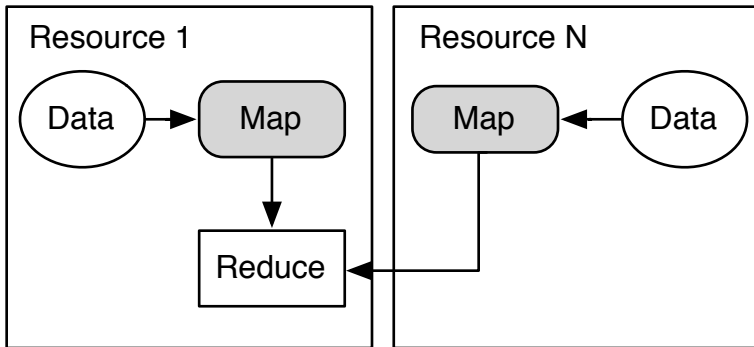 Resource 1
Data
Map
Reduce
Resource N
Map
Data